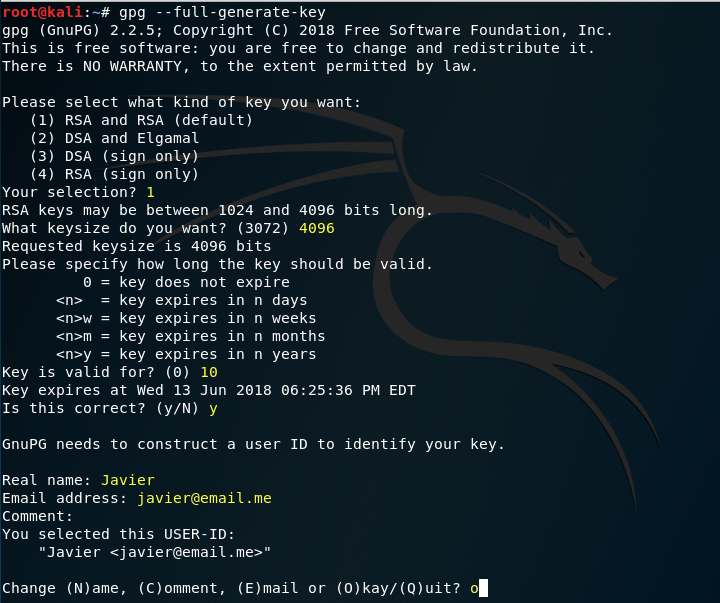 root@kali:~# gpg --full-generate-key
gpg (GnuPG) 2.2.5; Copyright (C) 2018 Free Software Foundation, Inc.
This is free software: you are free to change and redistribute it.
There is NO WARRANTY, to the extent permitted by law.

Please select what kind of key you want:
   (1) RSA and RSA (default)
   (2) DSA and Elgamal
   (3) DSA (sign only)
   (4) RSA (sign only)
Your selection? 1
RSA keys may be between 1024 and 4096 bits long.
What keysize do you want? (3072) 4096
Requested keysize is 4096 bits
Please specify how long the key should be valid.
         0 = key does not expire
      <n>  = key expires in n days
      <n>w = key expires in n weeks
      <n>m = key expires in n months
      <n>y = key expires in n years
Key is valid for? (0) 10
Key expires at Wed 13 Jun 2018 06:25:36 PM EDT
Is this correct? (y/N) y

GnuPG needs to construct a user ID to identify your key.

Real name: Javier
Email address: javier@email.me
Comment:
You selected this USER-ID:
    "Javier <javier@email.me>"

Change (N)ame, (C)omment, (E)mail or (O)kay/(Q)uit? o